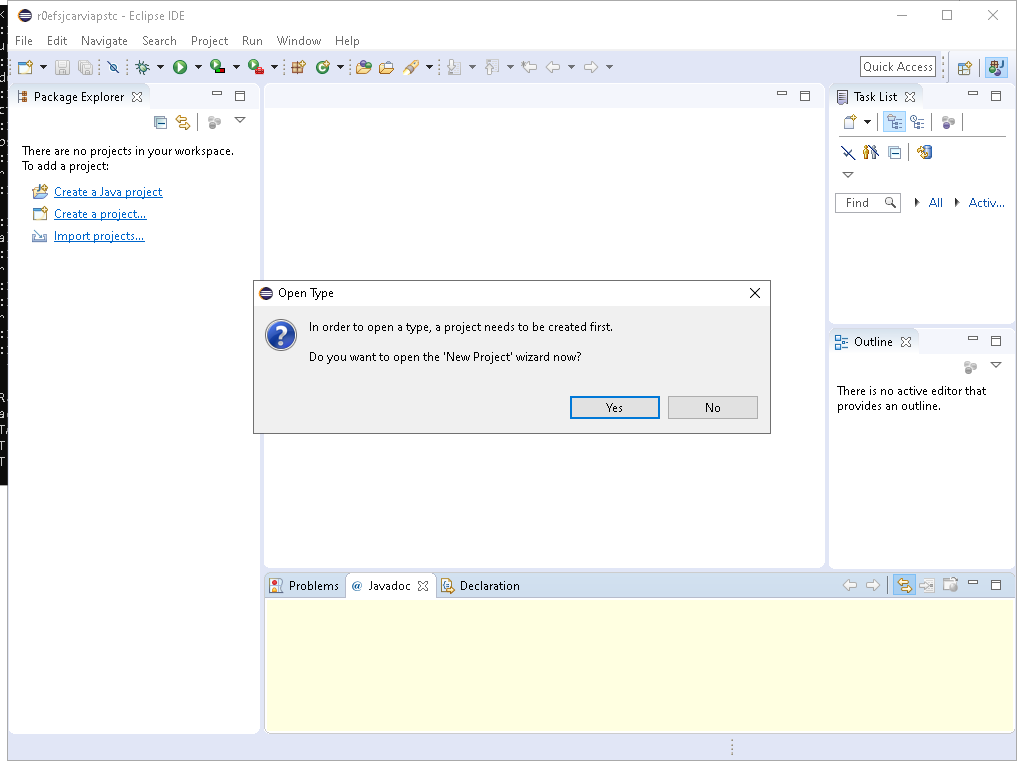 r0efsjcarviapstc - Eclipse IDE
File Edit Navigate Search Project Run Window Help
Quick Access
Package Explorer
There are no projects in your workspace.
To add a project:
Create a Java project
Create a project...
Import projects...
Task List
Find All Activ...
Outline
There is no active editor that
provides an outline.
Open Type
In order to open a type, a project needs to be created first.
Do you want to open the 'New Project' wizard now?
Yes No
Problems @ Javadoc Declaration